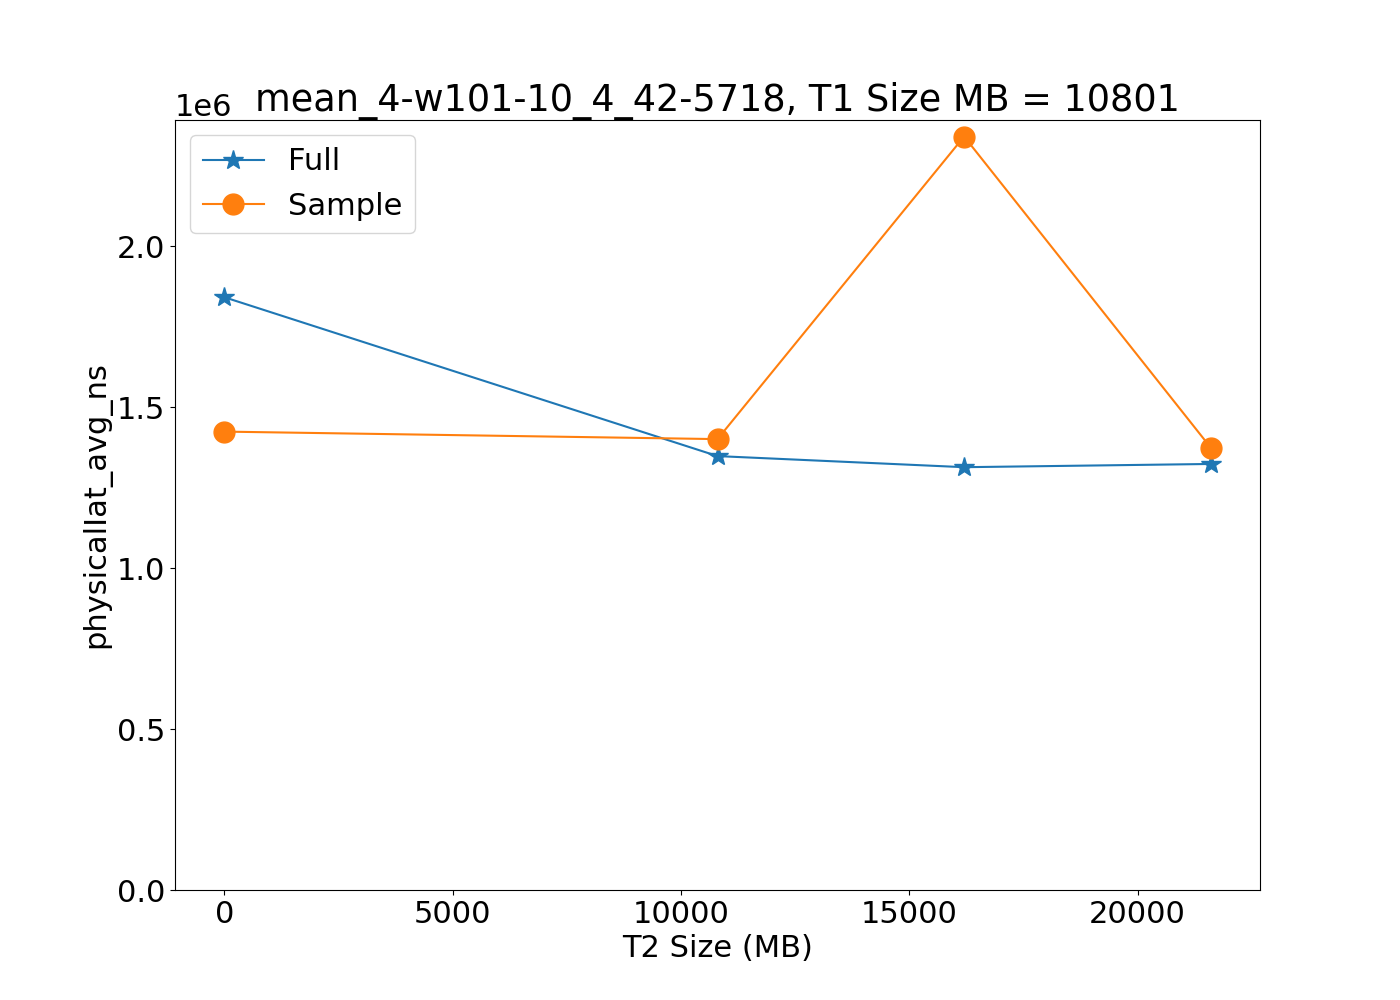 1e6
mean_4-w101-10_4_42-5718, T1 Size MB = 10801
Full
Sample
2.0
1.5
1.0
0.5
0.0
physicallat_avg_ns
0 5000 10000 15000 20000
T2 Size (MB)